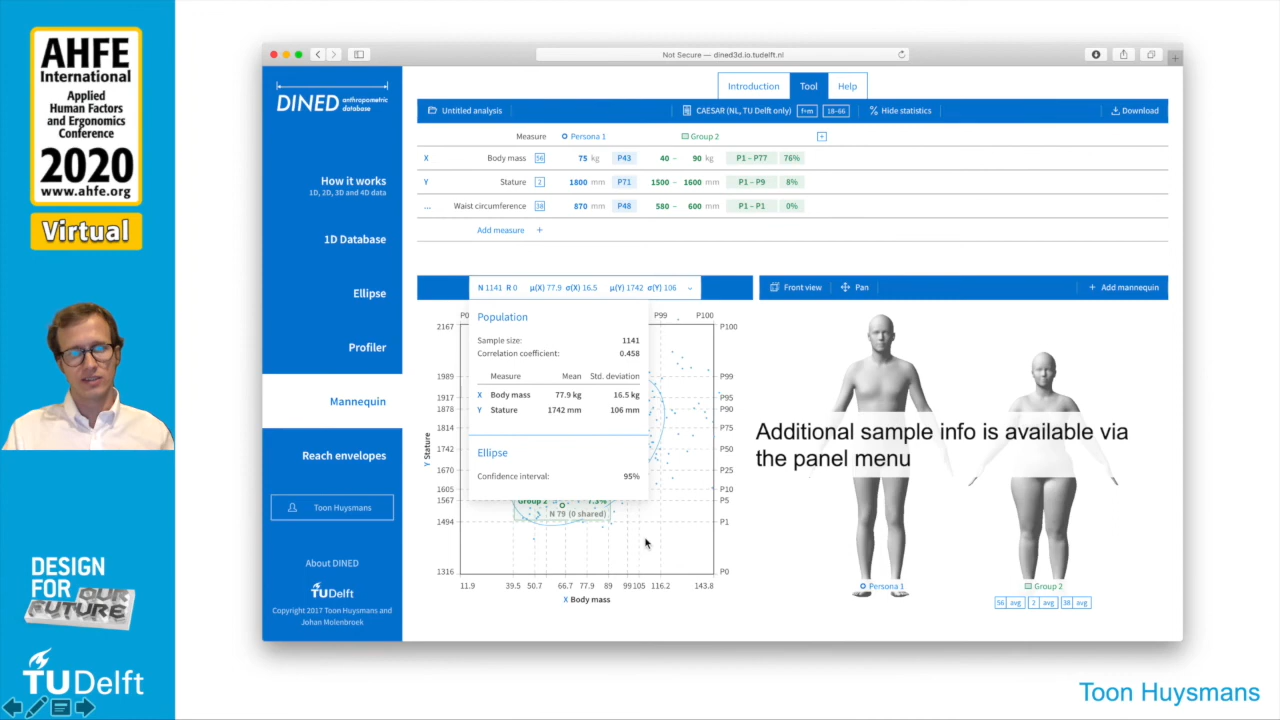 AHFE
International
Applied
Human Factors
and Ergonomics
Conference
2020
www.ahfe.org
Virtual
DESIGN
FOR
OUR
FUTURE
TUDelft
Not Secure — dined3d.io.tudelft.nl
DINED anthropometric
database
How it works
1D, 2D, 3D and 4D data
1D Database
Ellipse
Profiler
Mannequin
Reach envelopes
Toon Huysmans
About DINED
TUDelft
Copyright 2017 Toon Huysmans and
Johan Molenbroek
Introduction Tool Help
Untitled analysis CAESAR (NL, TU Delft only) f+m 18-66 Hide statistics Download
Measure Persona 1 Group 2 +
X Body mass 56 75 kg P43 40 – 90 kg P1 – P77 76%
Y Stature 2 1800 mm P71 1500 – 1600 mm P1 – P9 8%
... Waist circumference 38 870 mm P48 580 – 600 mm P1 – P1 0%
Add measure +
N 1141 R 0 μ(X) 77.9 σ(X) 16.5 μ(Y) 1742 σ(Y) 106
Front view Pan + Add mannequin
P0 P99 P100
Population
Sample size: 1141
Correlation coefficient: 0.458
Measure Mean Std. deviation
X Body mass 77.9 kg 16.5 kg
Y Stature 1742 mm 106 mm
Ellipse
Confidence interval: 95%
Group 2 7.3%
N 79 (0 shared)
2167 P100
1989 P99
1917 P95
1878 P90
1814 P75
1742 P50
1670 P25
1605 P10
1567 P5
1494 P1
1316 P0
Y Stature
11.9 39.5 50.7 66.7 77.9 89 99 105 116.2 143.8
X Body mass
Additional sample info is available via
the panel menu
Persona 1 Group 2
56 avg 2 avg 38 avg
Toon Huysmans